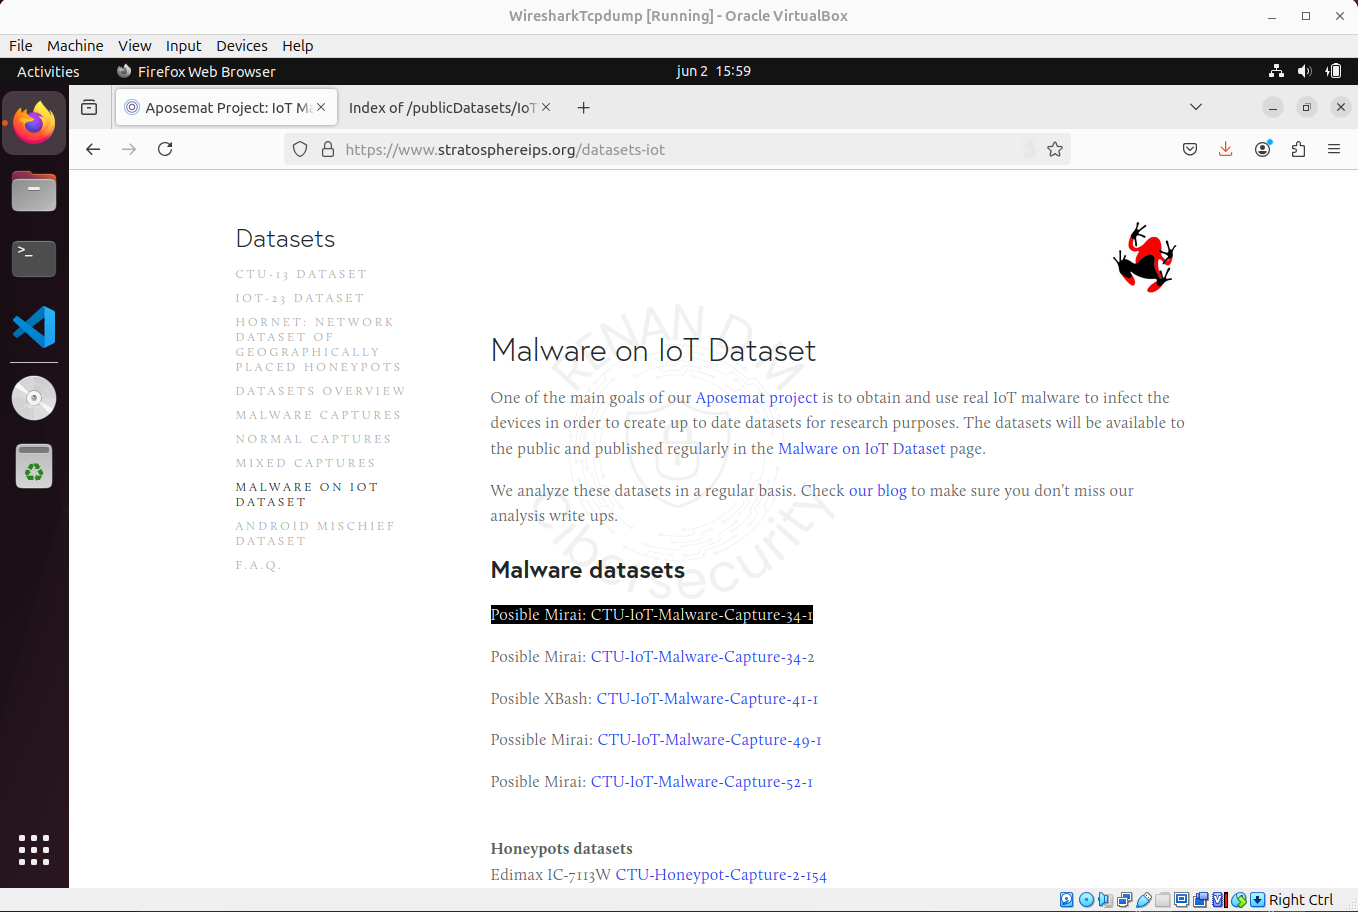 WiresharkTcpdump [Running] - Oracle VirtualBox
File Machine View Input Devices Help
Activities Firefox Web Browser jun 2 15:59
Aposemat Project: IoT Ma Index of /publicDatasets/IoT
https://www.stratosphereips.org/datasets-iot
Datasets
CTU-13 DATASET
IOT-23 DATASET
HORNET: NETWORK
DATASET OF
GEOGRAPHICALLY
PLACED HONEYPOTS
DATASETS OVERVIEW
MALWARE CAPTURES
NORMAL CAPTURES
MIXED CAPTURES
MALWARE ON IOT
DATASET
ANDROID MISCHIEF
DATASET
F.A.Q.
RENAN D.M
Cibersecurity
Malware on IoT Dataset
One of the main goals of our Aposemat project is to obtain and use real IoT malware to infect the
devices in order to create up to date datasets for research purposes. The datasets will be available to
the public and published regularly in the Malware on IoT Dataset page.
We analyze these datasets in a regular basis. Check our blog to make sure you don't miss our
analysis write ups.
Malware datasets
Posible Mirai: CTU-IoT-Malware-Capture-34-1
Posible Mirai: CTU-IoT-Malware-Capture-34-2
Posible XBash: CTU-IoT-Malware-Capture-41-1
Possible Mirai: CTU-IoT-Malware-Capture-49-1
Posible Mirai: CTU-IoT-Malware-Capture-52-1
Honeypots datasets
Edimax IC-7113W CTU-Honeypot-Capture-2-154
Right Ctrl